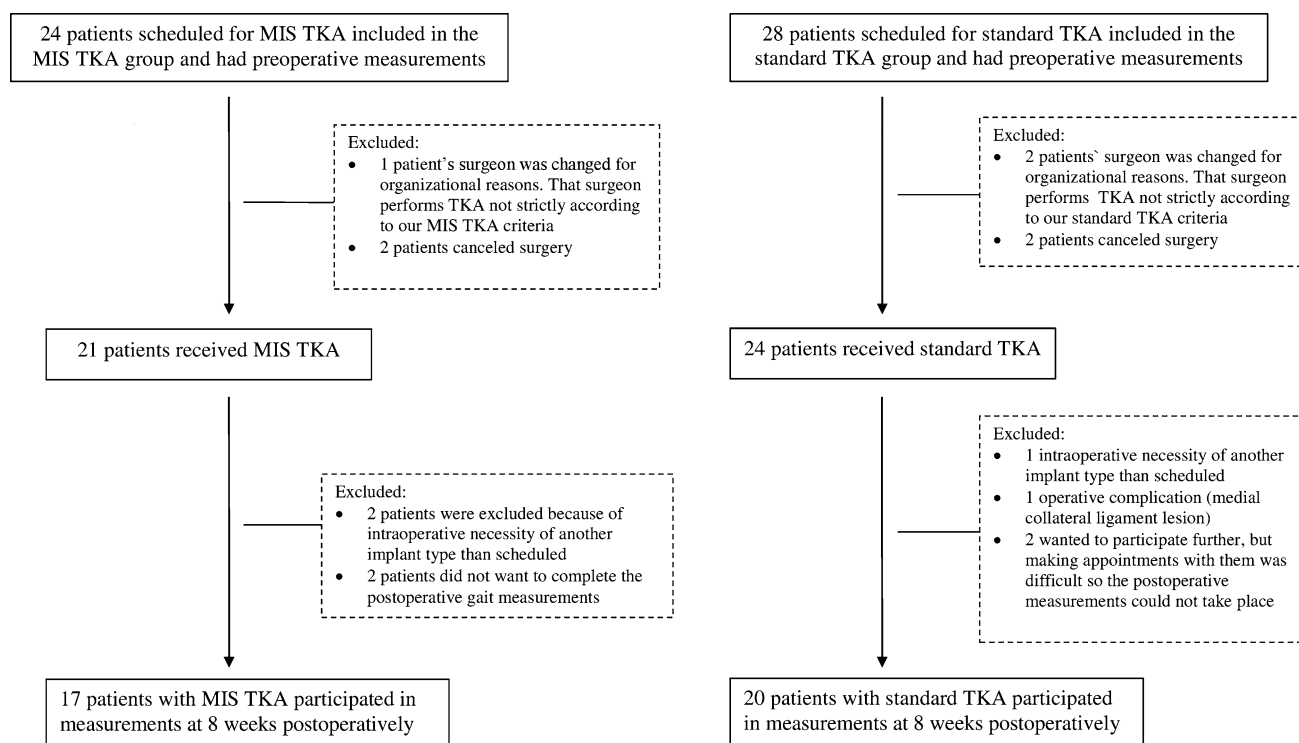 24 patients scheduled for MIS TKA included in the
MIS TKA group and had preoperative measurements
Excluded:
● 1 patient's surgeon was changed for
organizational reasons. That surgeon
performs TKA not strictly according
to our MIS TKA criteria
● 2 patients canceled surgery
21 patients received MIS TKA
Excluded:
● 2 patients were excluded because of
intraoperative necessity of another
implant type than scheduled
● 2 patients did not want to complete the
postoperative gait measurements
17 patients with MIS TKA participated in
measurements at 8 weeks postoperatively
28 patients scheduled for standard TKA included in the
standard TKA group and had preoperative measurements
Excluded:
● 2 patients` surgeon was changed for
organizational reasons. That surgeon
performs TKA not strictly according
to our standard TKA criteria
● 2 patients canceled surgery
24 patients received standard TKA
Excluded:
● 1 intraoperative necessity of another
implant type than scheduled
● 1 operative complication (medial
collateral ligament lesion)
● 2 wanted to participate further, but
making appointments with them was
difficult so the postoperative
measurements could not take place
20 patients with standard TKA participated
in measurements at 8 weeks postoperatively